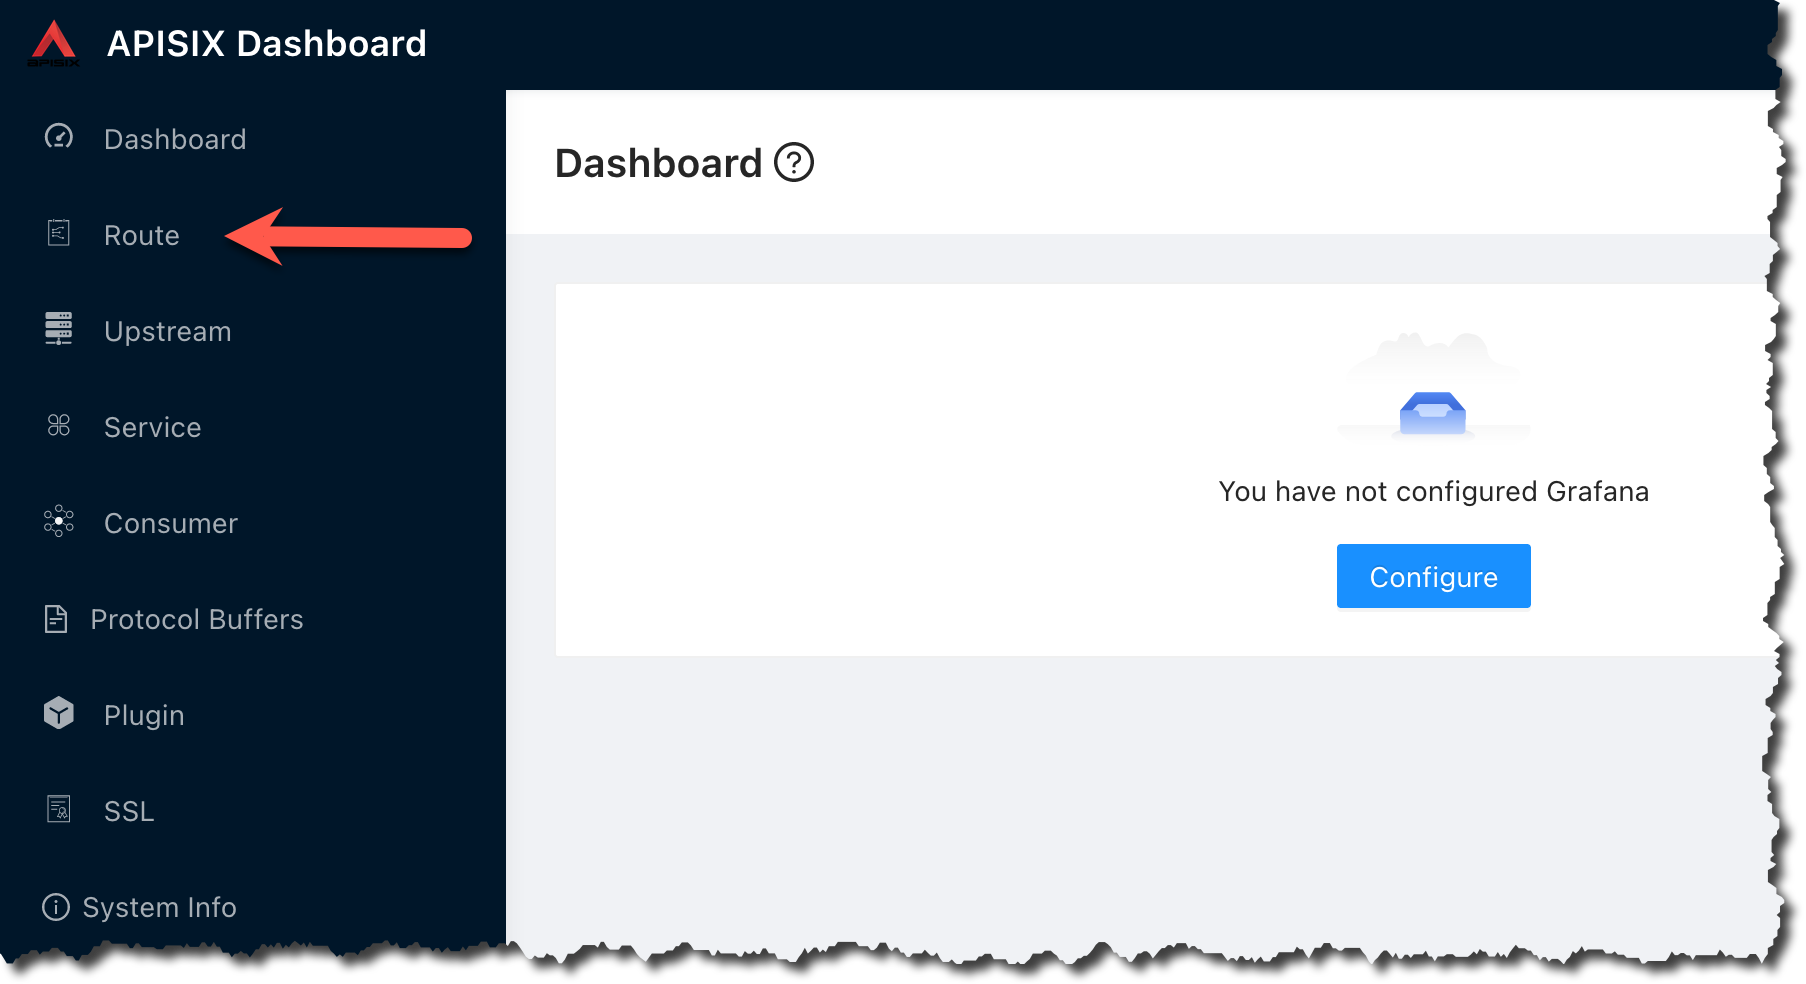 APISIX
APISIX Dashboard
Dashboard
Route
Upstream
Service
Consumer
Protocol Buffers
Plugin
SSL
System Info
Dashboard
You have not configured Grafana
Configure